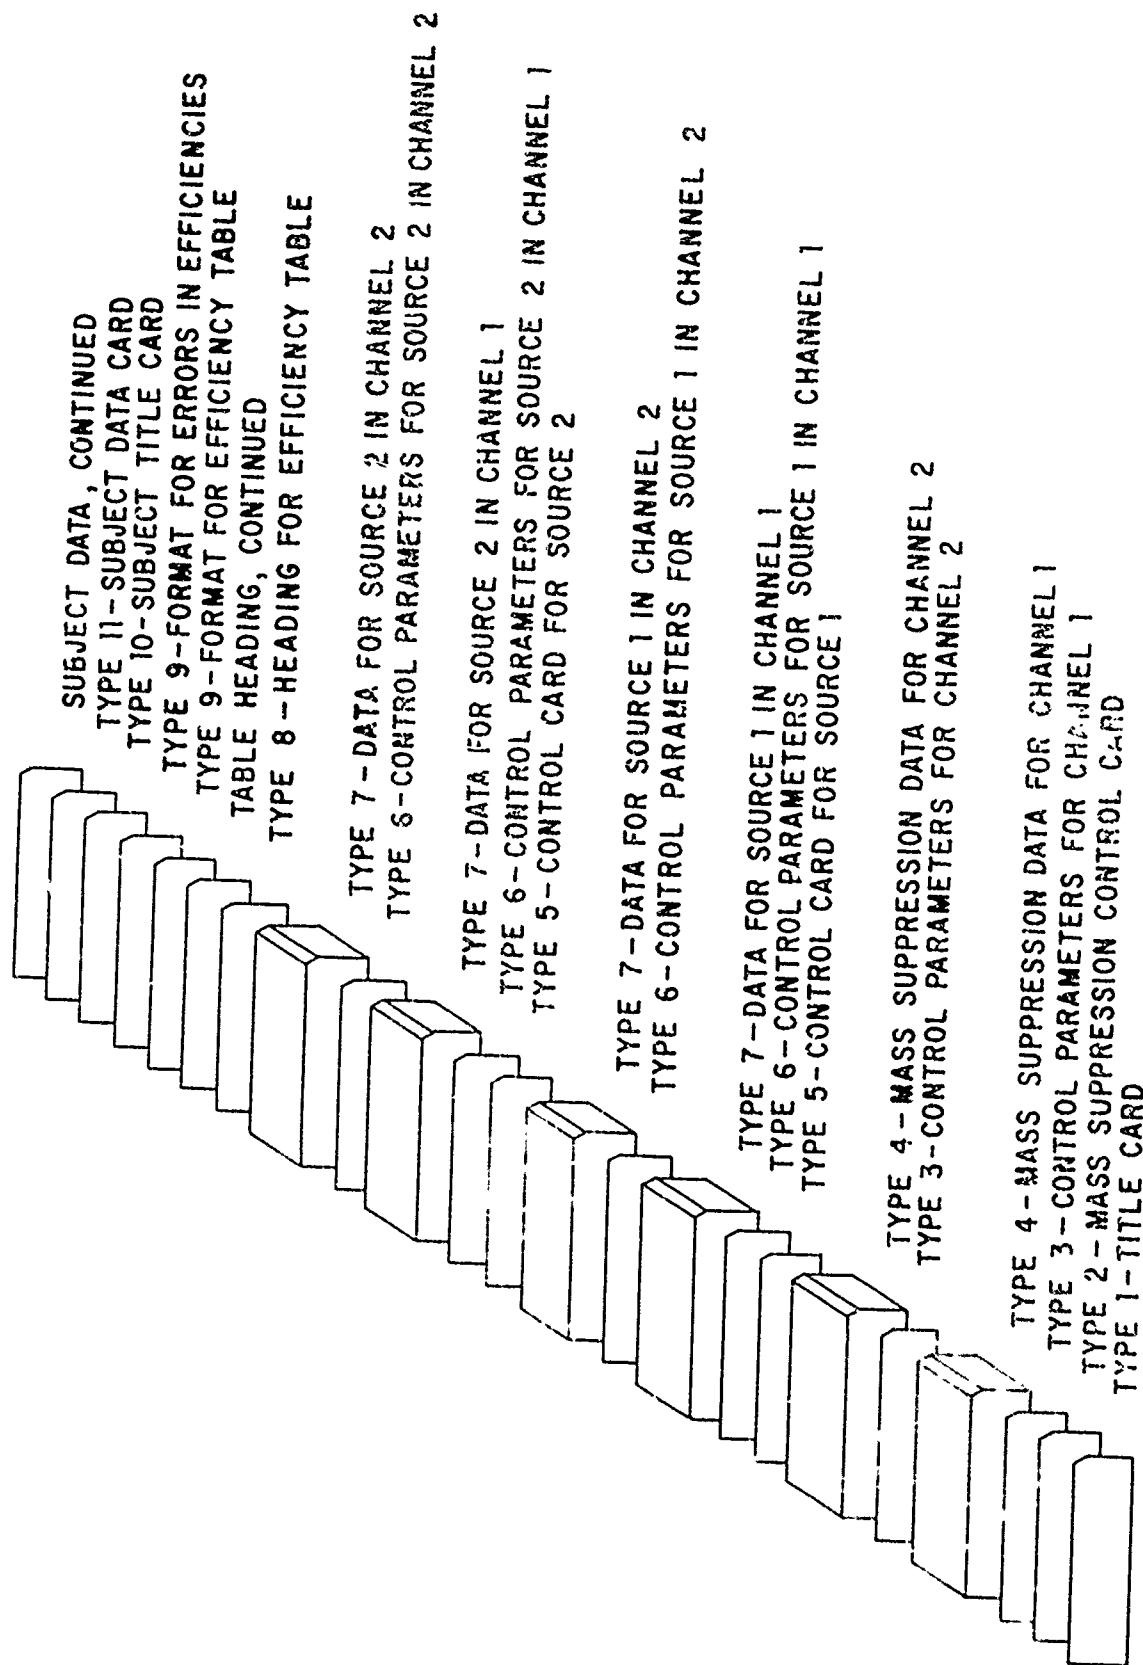 SUBJECT DATA, CONTINUED
TYPE 11-SUBJECT DATA CARD
TYPE 10-SUBJECT TITLE CARD
TYPE 9-FORMAT FOR ERRORS IN EFFICIENCIES
TYPE 9-FORMAT FOR EFFICIENCY TABLE
TABLE HEADING, CONTINUED
TYPE 8-HEADING FOR EFFICIENCY TABLE
TYPE 7-DATA FOR SOURCE 2 IN CHANNEL 2
TYPE 6-CONTROL PARAMETERS FOR SOURCE 2 IN CHANNEL 2
TYPE 7-DATA FOR SOURCE 2 IN CHANNEL 1
TYPE 6-CONTROL PARAMETERS FOR SOURCE 2 IN CHANNEL 1
TYPE 5-CONTROL CARD FOR SOURCE 2
TYPE 7-DATA FOR SOURCE 1 IN CHANNEL 2
TYPE 6-CONTROL PARAMETERS FOR SOURCE 1 IN CHANNEL 2
TYPE 7-DATA FOR SOURCE 1 IN CHANNEL 1
TYPE 6-CONTROL PARAMETERS FOR SOURCE 1 IN CHANNEL 1
TYPE 5-CONTROL CARD FOR SOURCE 1
TYPE 4-MASS SUPPRESSION DATA FOR CHANNEL 2
TYPE 3-CONTROL PARAMETERS FOR CHANNEL 2
TYPE 4-MASS SUPPRESSION DATA FOR CHANNEL 1
TYPE 3-CONTROL PARAMETERS FOR CHANNEL 1
TYPE 2-MASS SUPPRESSION CONTROL CARD
TYPE 1-TITLE CARD